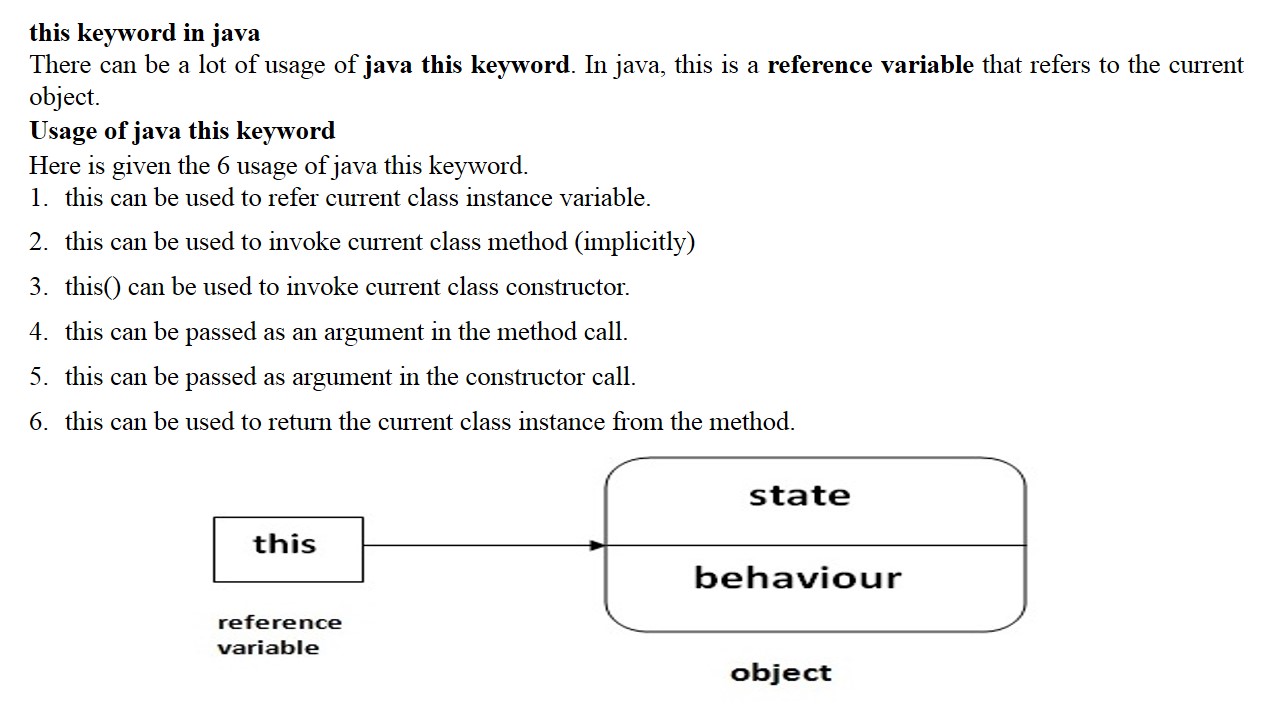 this keyword in java
There can be a lot of usage of java this keyword. In java, this is a reference variable that refers to the current
object.
Usage of java this keyword
Here is given the 6 usage of java this keyword.
1. this can be used to refer current class instance variable.
2. this can be used to invoke current class method (implicitly)
3. this() can be used to invoke current class constructor.
4. this can be passed as an argument in the method call.
5. this can be passed as argument in the constructor call.
6. this can be used to return the current class instance from the method.
state
this
behaviour
reference
variable
object